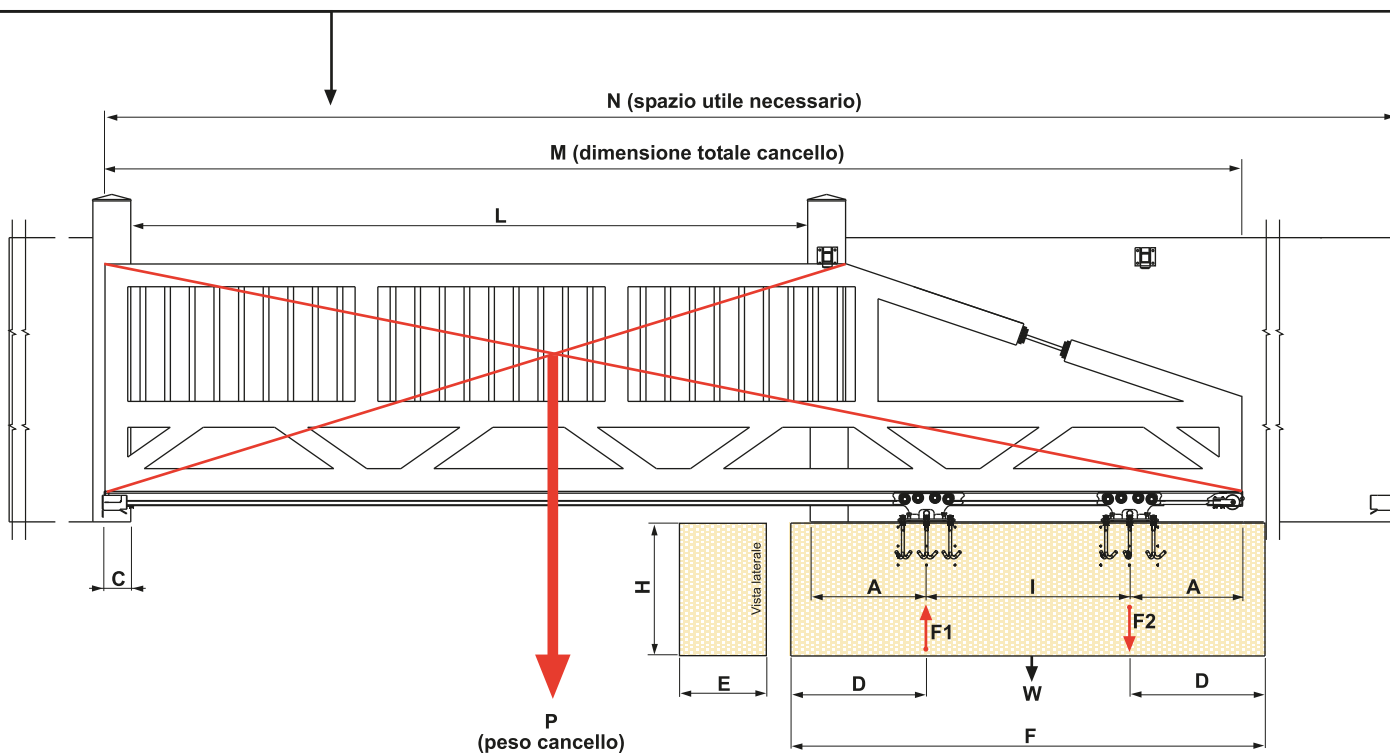 N (spazio utile necessario)
M (dimensione totale cancello)
L
C
H
Vista laterale
A
I
A
F1
F2
E
D
W
D
P
(peso cancello)
F